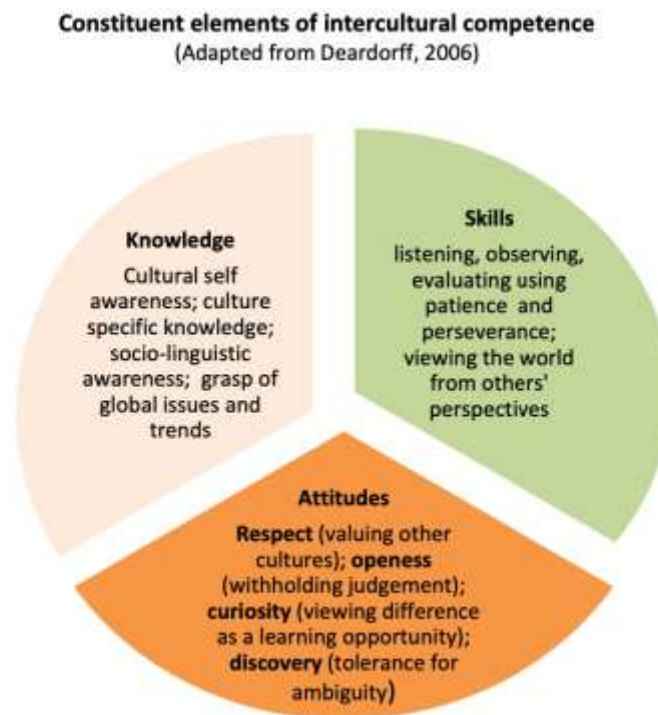 Constituent elements of intercultural competence
(Adapted from Deardorff, 2006)
Knowledge
Cultural self
awareness; culture
specific knowledge;
socio-linguistic
awareness; grasp of
global issues and
trends
Skills
listening, observing,
evaluating using
patience and
perseverance;
viewing the world
from others'
perspectives
Attitudes
Respect (valuing other
cultures); openess
(withholding judgement);
curiosity (viewing difference
as a learning opportunity);
discovery (tolerance for
ambiguity)